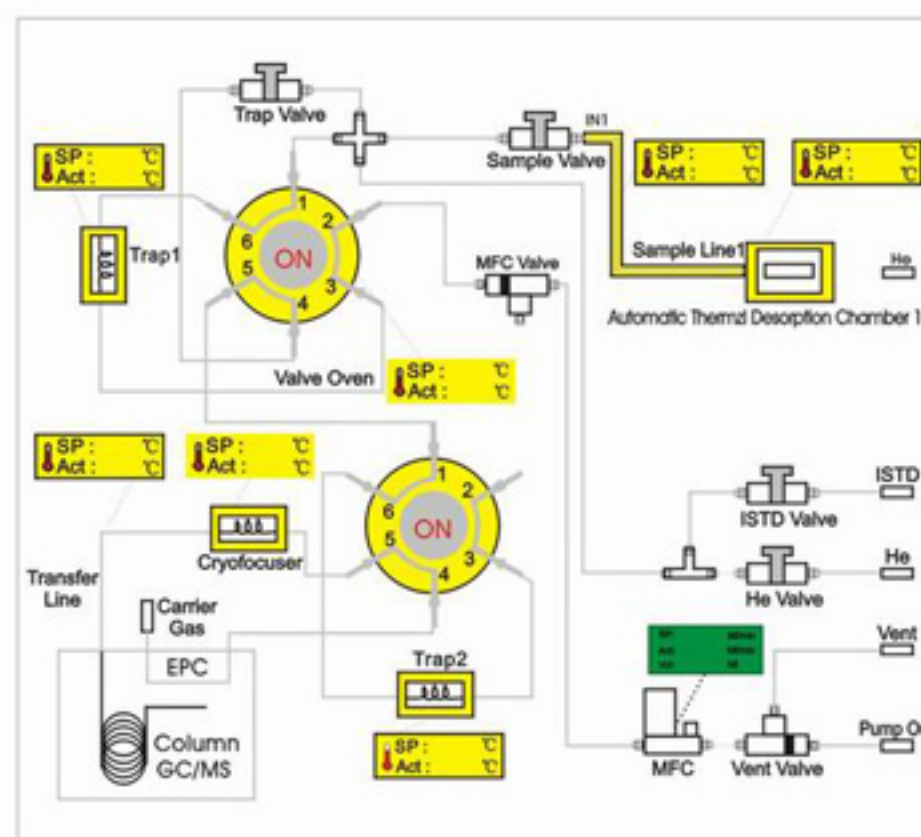 Trap Valve
IN1
Sample Valve
SP: ℃
Act: ℃
SP: ℃
Act: ℃
SP: ℃
Act: ℃
1
2
3
4
5
6
ON
Trap1
MFC Valve
Sample Line1
He
Automatic Thermal Desorption Chamber 1
Valve Oven
SP: ℃
Act: ℃
SP: ℃
Act: ℃
SP: ℃
Act: ℃
1
2
3
4
5
6
ON
ISTD
ISTD Valve
Cryofocuser
He
He Valve
Transfer
Line
Carrier
Gas
Vent
EPC
Trap2
SP:
Act:
Column
GC/MS
SP: ℃
Act: ℃
MFC
Vent Valve
Pump O